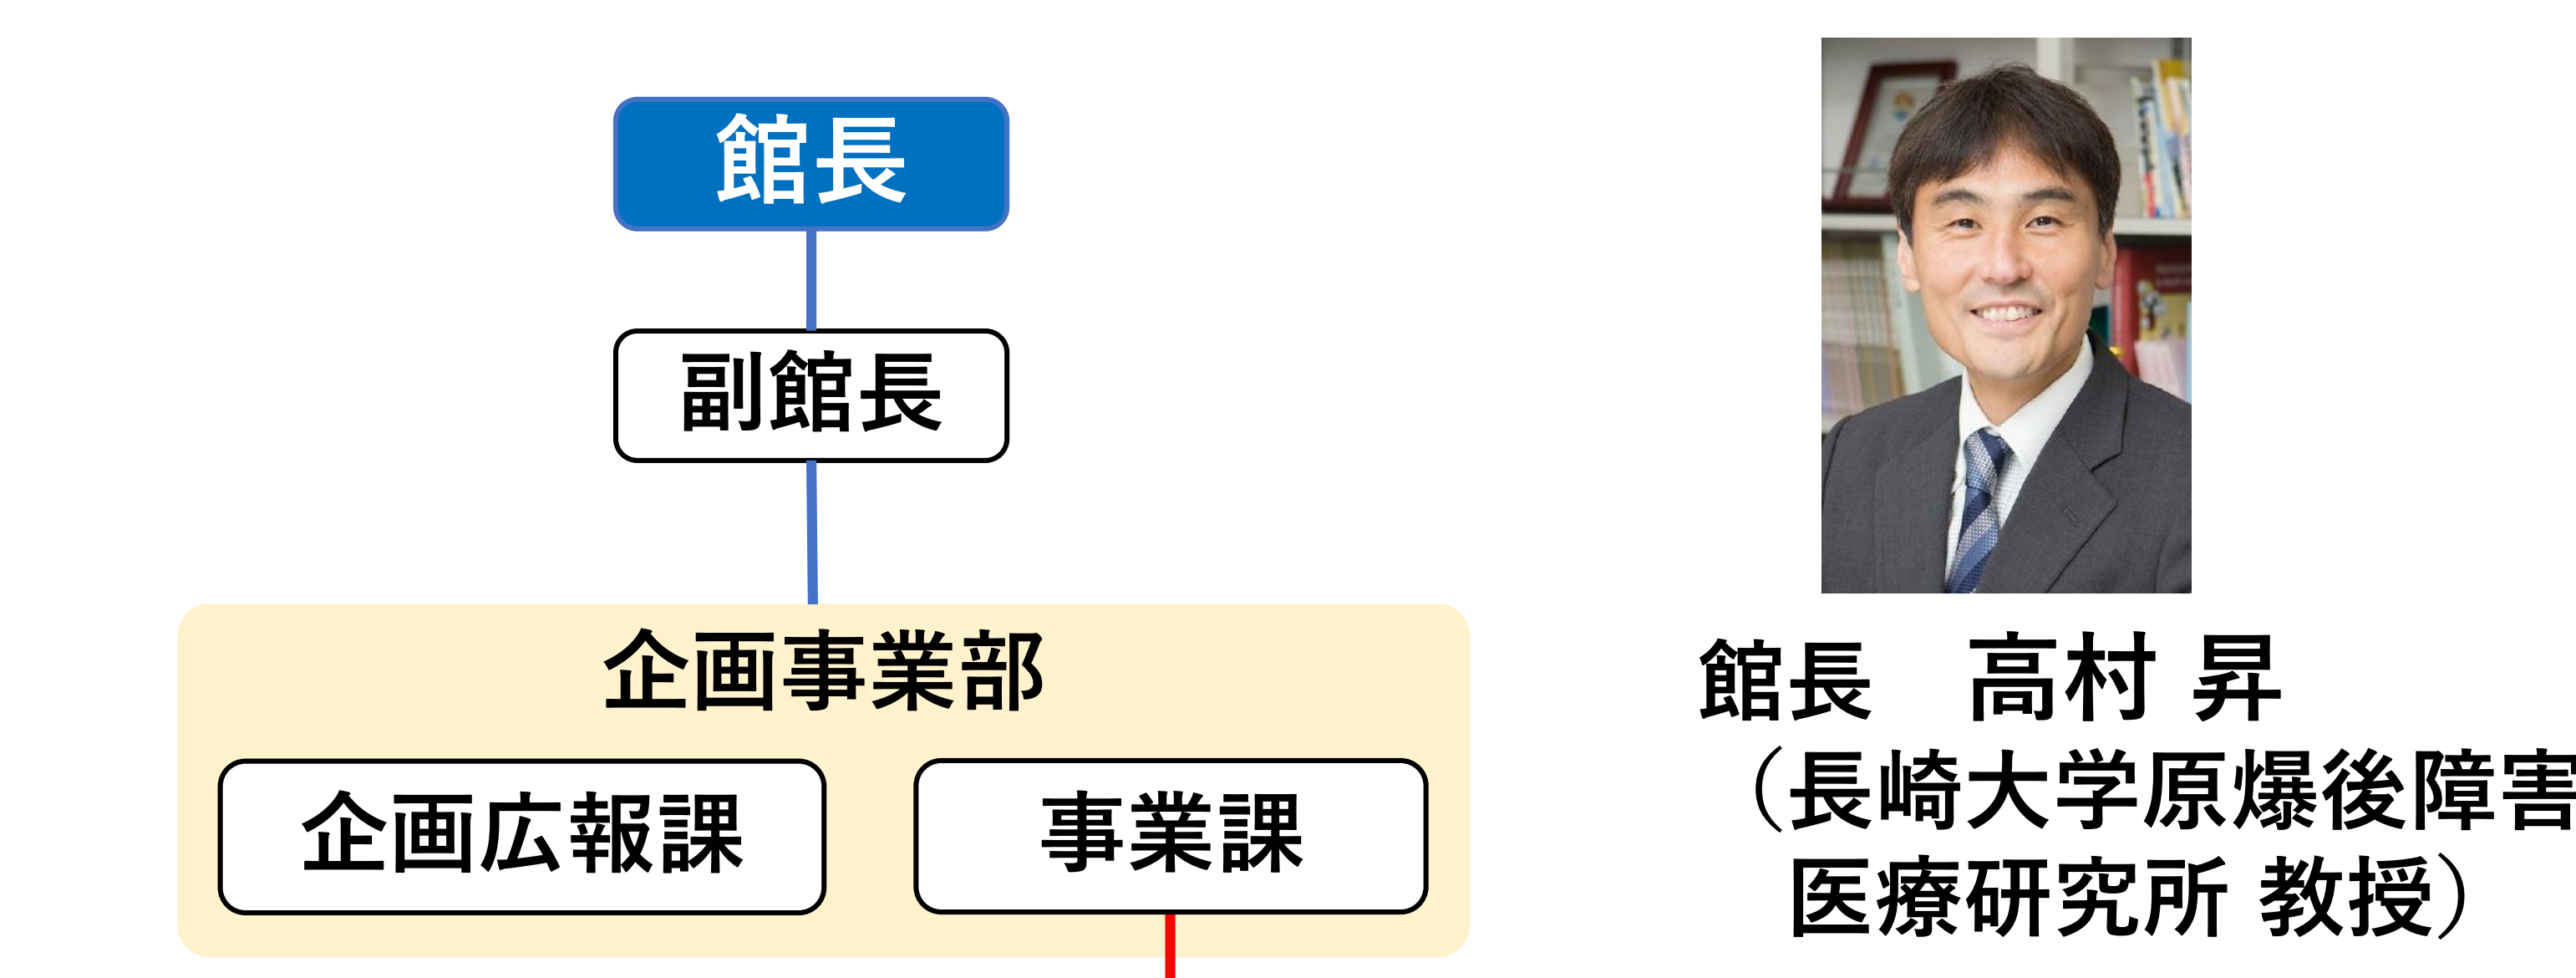 館長
副館長
企画事業部
企画広報課
事業課
館長　高村 昇
（長崎大学原爆後障害
医療研究所 教授）